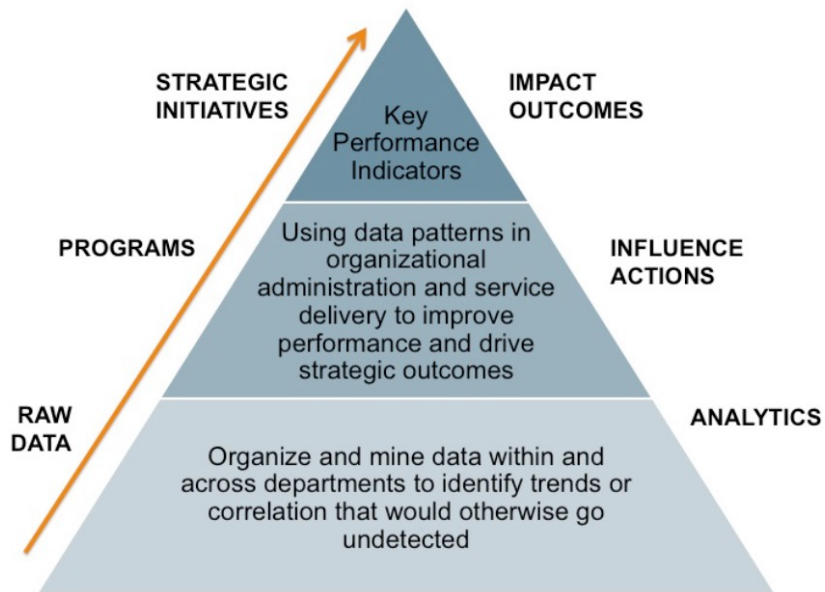 STRATEGIC
INITIATIVES
IMPACT
OUTCOMES
Key
Performance
Indicators
PROGRAMS
Using data patterns in
organizational
administration and service
delivery to improve
performance and drive
strategic outcomes
INFLUENCE
ACTIONS
RAW
DATA
ANALYTICS
Organize and mine data within and
across departments to identify trends or
correlation that would otherwise go
undetected